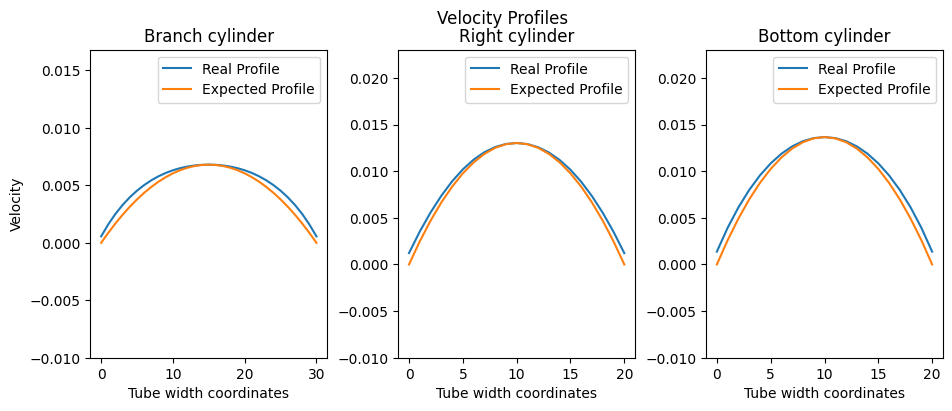 Velocity Profiles
Branch cylinder
Right cylinder
Bottom cylinder
Real Profile
Expected Profile
Real Profile
Expected Profile
Real Profile
Expected Profile
Velocity
0.015
0.010
0.005
0.000
−0.005
−0.010
0 10 20 30
Tube width coordinates
0.020
0.015
0.010
0.005
0.000
−0.005
−0.010
0 5 10 15 20
Tube width coordinates
0.020
0.015
0.010
0.005
0.000
−0.005
−0.010
0 5 10 15 20
Tube width coordinates